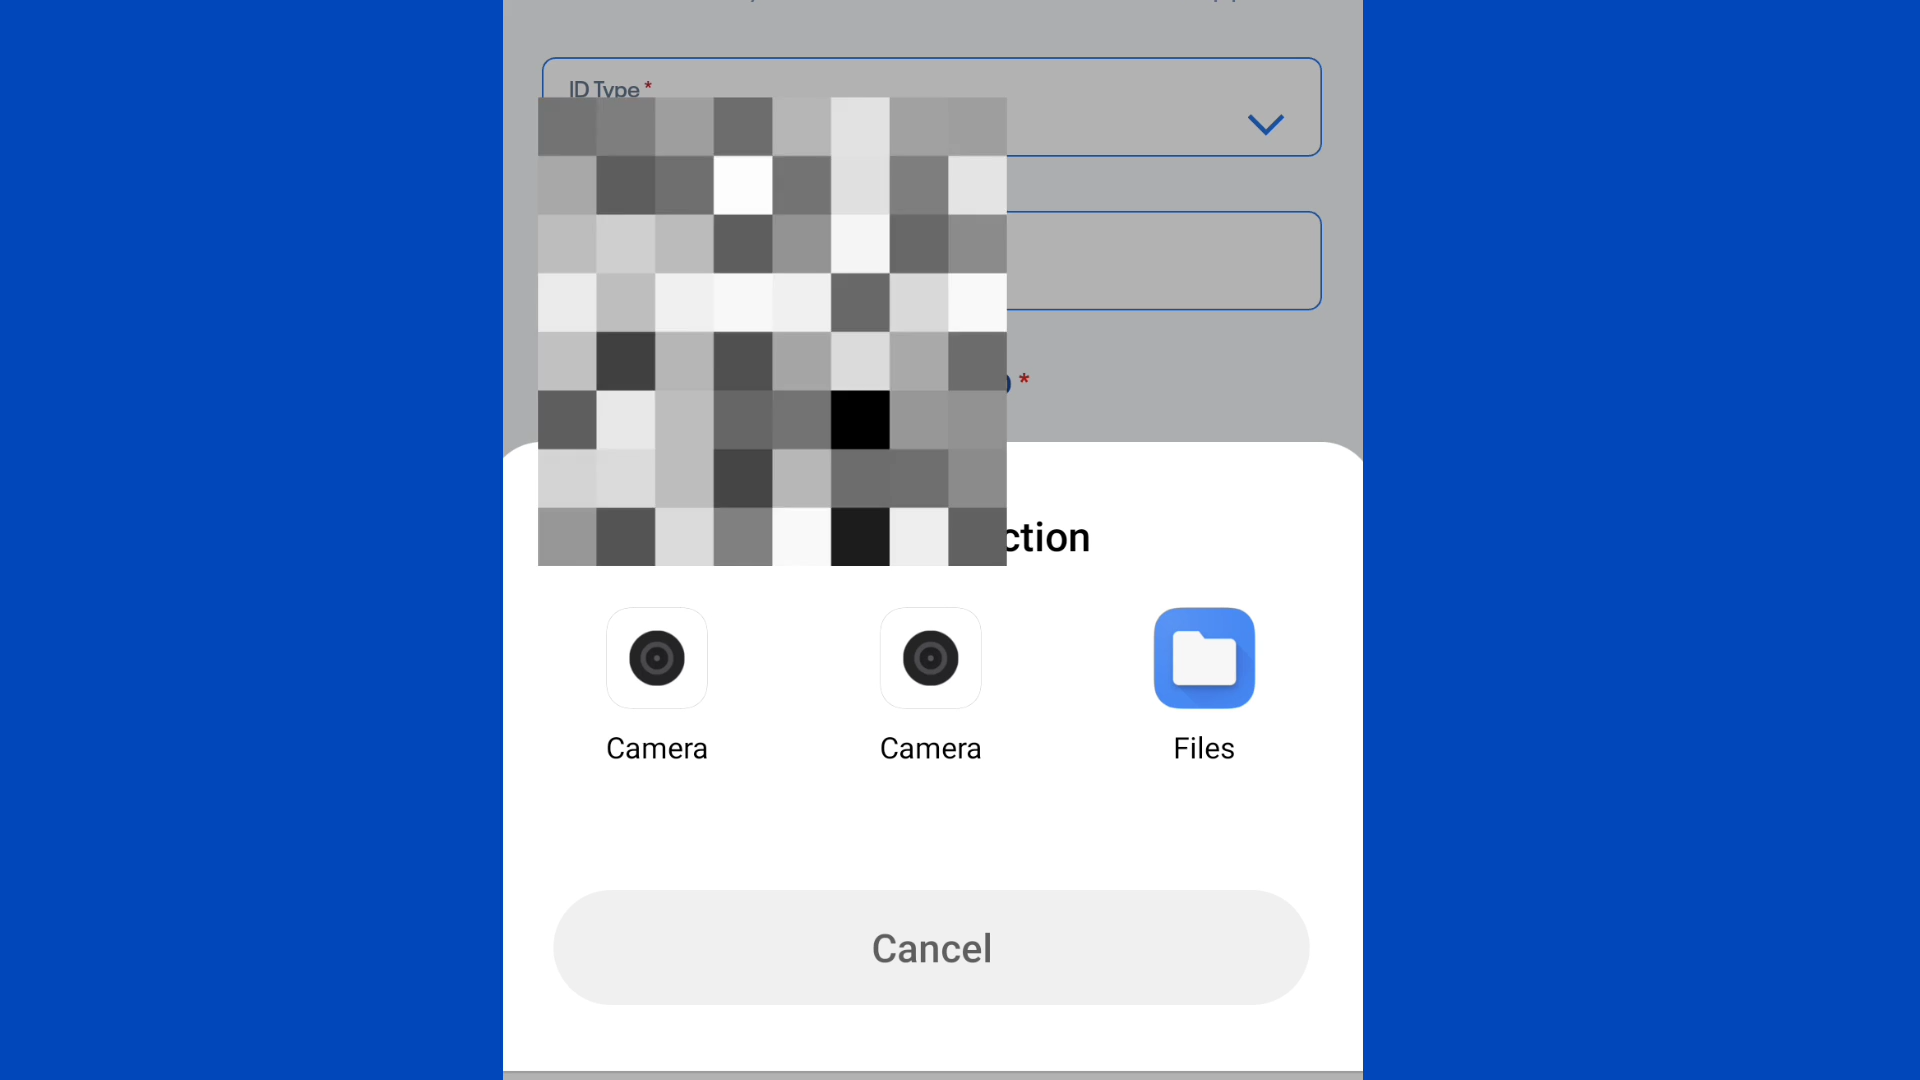 ID Type *
*
ction
Camera Camera Files
Cancel